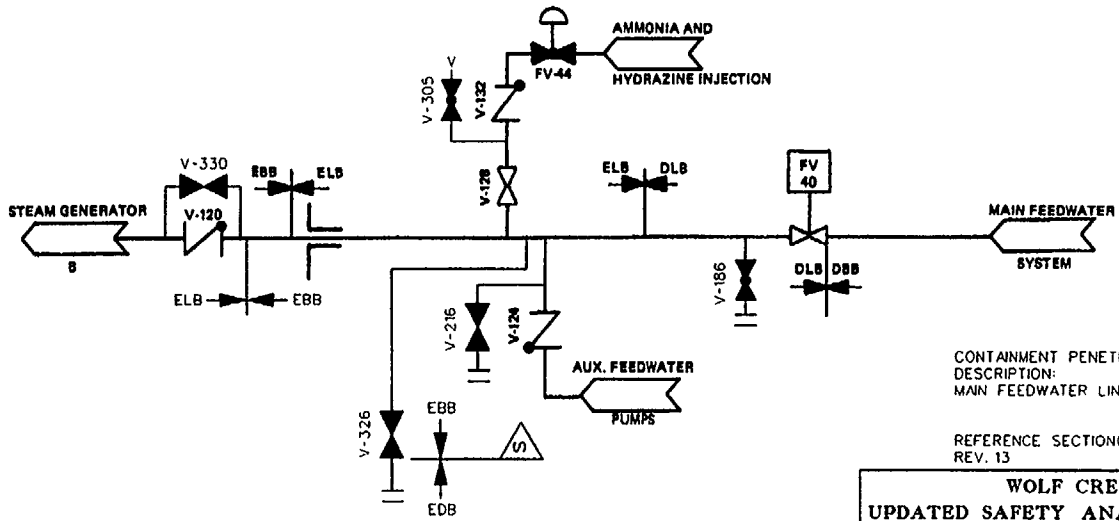 AMMONIA AND
HYDRAZINE INJECTION
FV-44
V
V-305
V-132
V-128
V-330
V-120
STEAM GENERATOR
B
EBB
ELB
ELB
EBB
ELB
DLB
FV
40
MAIN FEEDWATER
SYSTEM
DLB
DBB
V-186
V-216
V-124
AUX. FEEDWATER
PUMPS
V-326
EBB
EDB
S
CONTAINMENT PENET
DESCRIPTION:
MAIN FEEDWATER LIN
REFERENCE SECTION
REV. 13
WOLF CRE
UPDATED SAFETY ANA